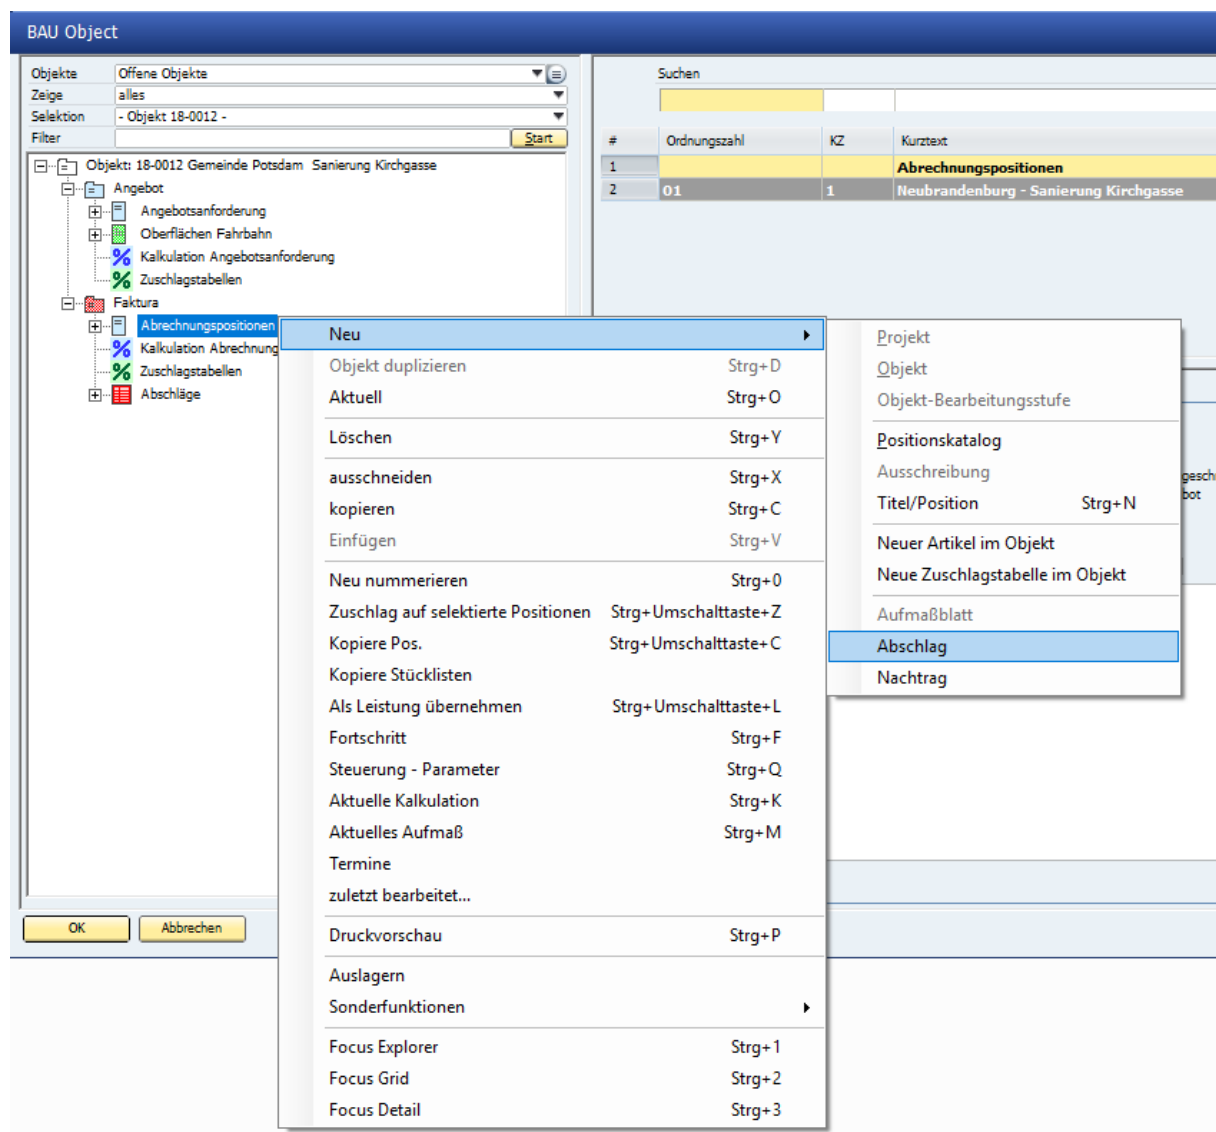 BAU Object
Objekte Offene Objekte
Zeige alles
Selektion - Objekt 18-0012 -
Filter Start
Objekt: 18-0012 Gemeinde Potsdam Sanierung Kirchgasse
Angebot
Angebotsanforderung
Oberflächen Fahrbahn
Kalkulation Angebotsanforderung
Zuschlagstabellen
Faktura
Abrechnungspositionen
Kalkulation Abrechnung
Zuschlagstabellen
Abschläge
OK Abbrechen
Suchen
# Ordnungszahl KZ Kurztext
1 Abrechnungspositionen
2 01 1 Neubrandenburg - Sanierung Kirchgasse
Neu
Objekt duplizieren Strg+D
Aktuell Strg+O
Löschen Strg+Y
ausschneiden Strg+X
kopieren Strg+C
Einfügen Strg+V
Neu nummerieren Strg+0
Zuschlag auf selektierte Positionen Strg+Umschalttaste+Z
Kopiere Pos. Strg+Umschalttaste+C
Kopiere Stücklisten
Als Leistung übernehmen Strg+Umschalttaste+L
Fortschritt Strg+F
Steuerung - Parameter Strg+Q
Aktuelle Kalkulation Strg+K
Aktuelles Aufmaß Strg+M
Termine
zuletzt bearbeitet...
Druckvorschau Strg+P
Auslagern
Sonderfunktionen
Focus Explorer Strg+1
Focus Grid Strg+2
Focus Detail Strg+3
Projekt
Objekt
Objekt-Bearbeitungsstufe
Positionskatalog
Ausschreibung
Titel/Position Strg+N
Neuer Artikel im Objekt
Neue Zuschlagstabelle im Objekt
Aufmaßblatt
Abschlag
Nachtrag